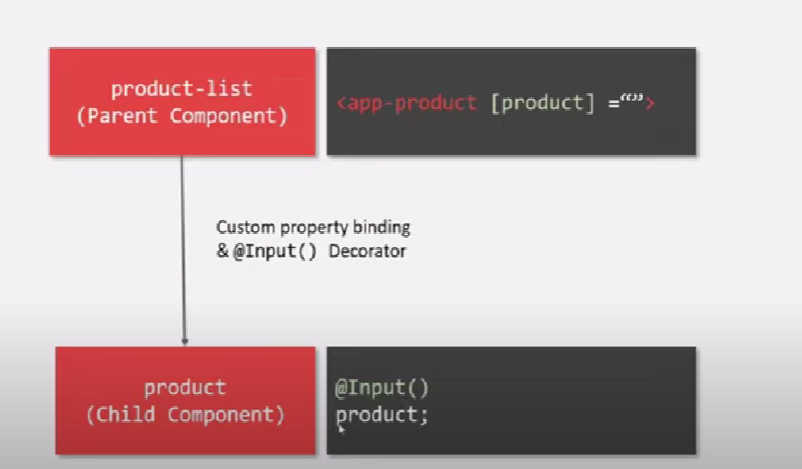 product-list
(Parent Component)
<app-product [product] =“”>
Custom property binding
& @Input() Decorator
product
(Child Component)
@Input()
product;